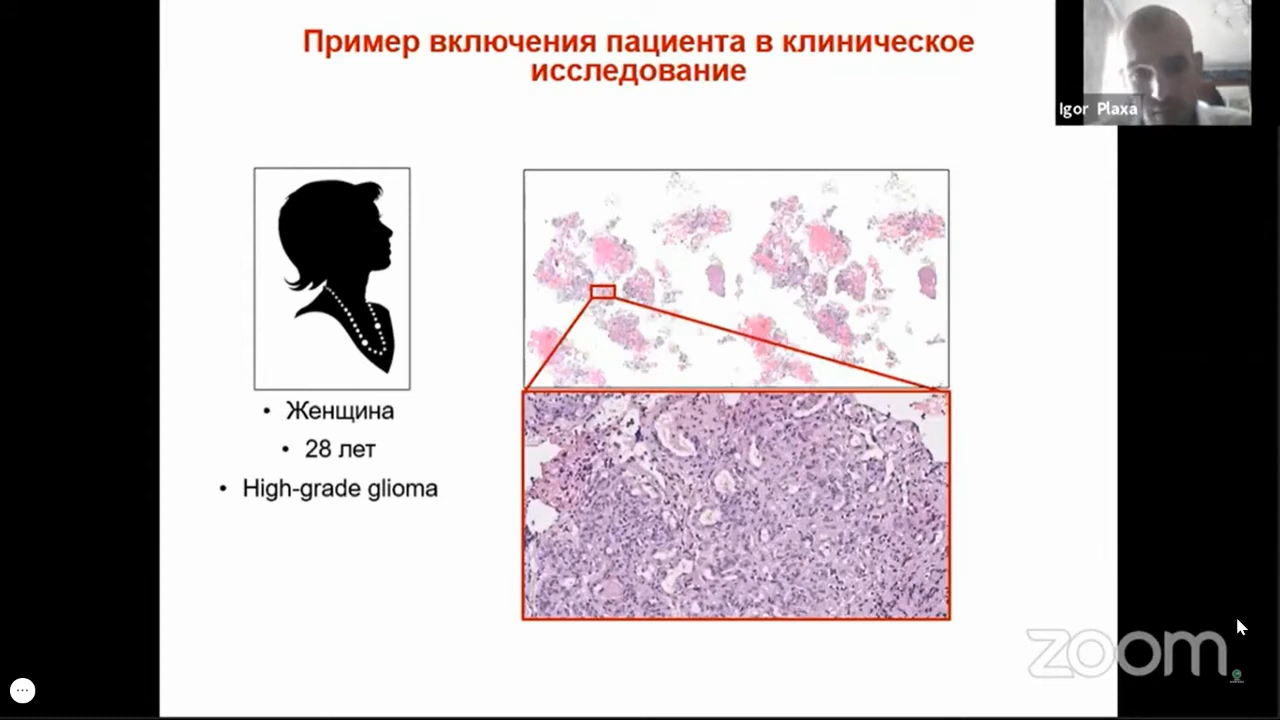 Пример включения пациента в клиническое
исследование
Igor Plaxa
• Женщина
• 28 лет
• High-grade glioma
zoom